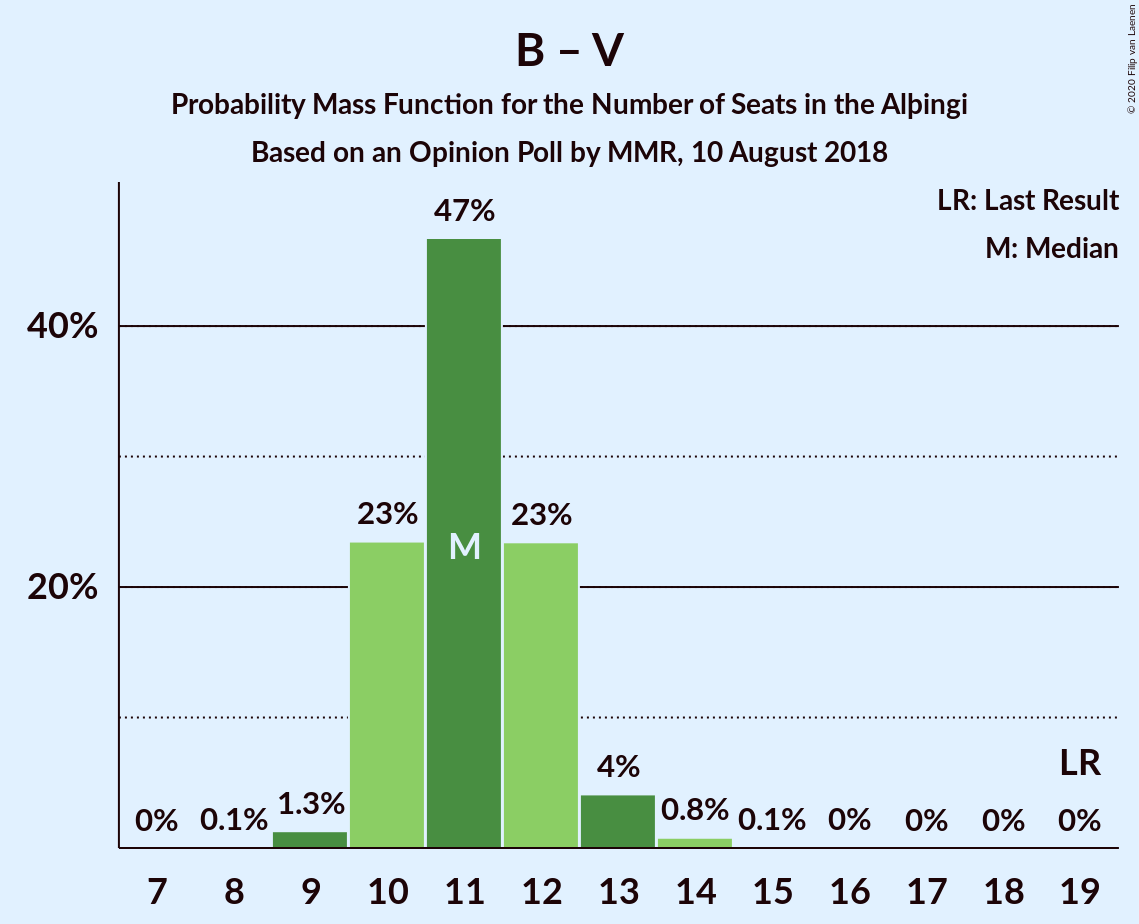 B – V
Probability Mass Function for the Number of Seats in the Alþingi
Based on an Opinion Poll by MMR, 10 August 2018
© 2020 Filip van Laenen
LR: Last Result
M: Median
47%
40%
23%
23%
M
20%
LR
4%
1.3%
0.8%
0%
0.1%
0.1%
0%
0%
0%
0%
7 8 9 10 11 12 13 14 15 16 17 18 19